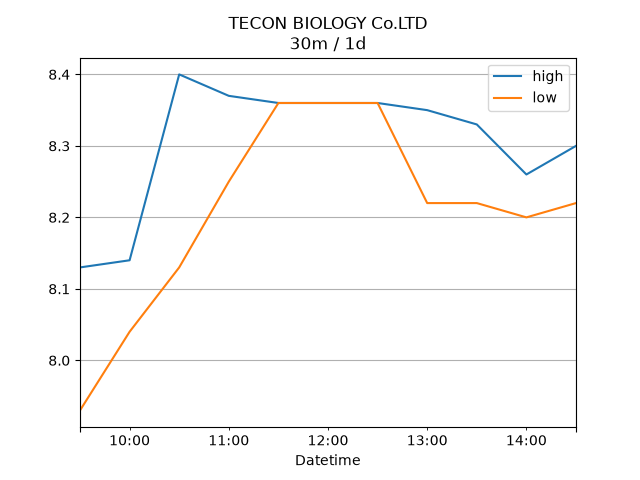 TECON BIOLOGY Co.LTD
30m / 1d
high
low
8.4
8.3
8.2
8.1
8.0
10:00 11:00 12:00 13:00 14:00
Datetime